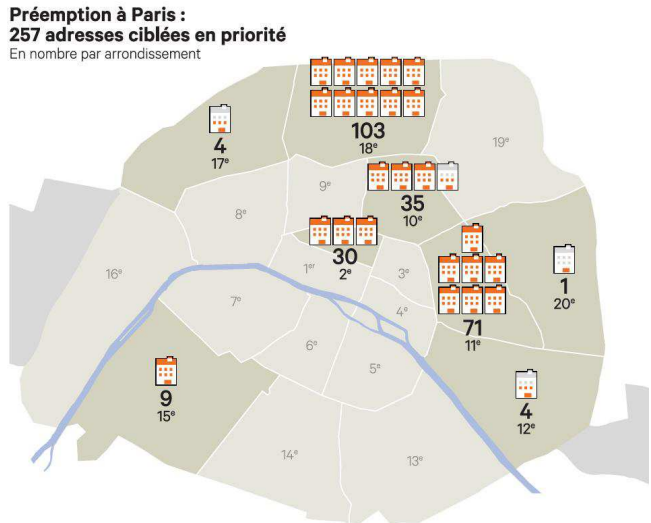 Préemption à Paris :
257 adresses ciblées en priorité
En nombre par arrondissement
103
18e
4
17e
19e
9e
35
10e
8e
30
2e
1er
3e
16e
7e
4e
71
11e
1
20e
6e
5e
9
15e
4
12e
14e
13e